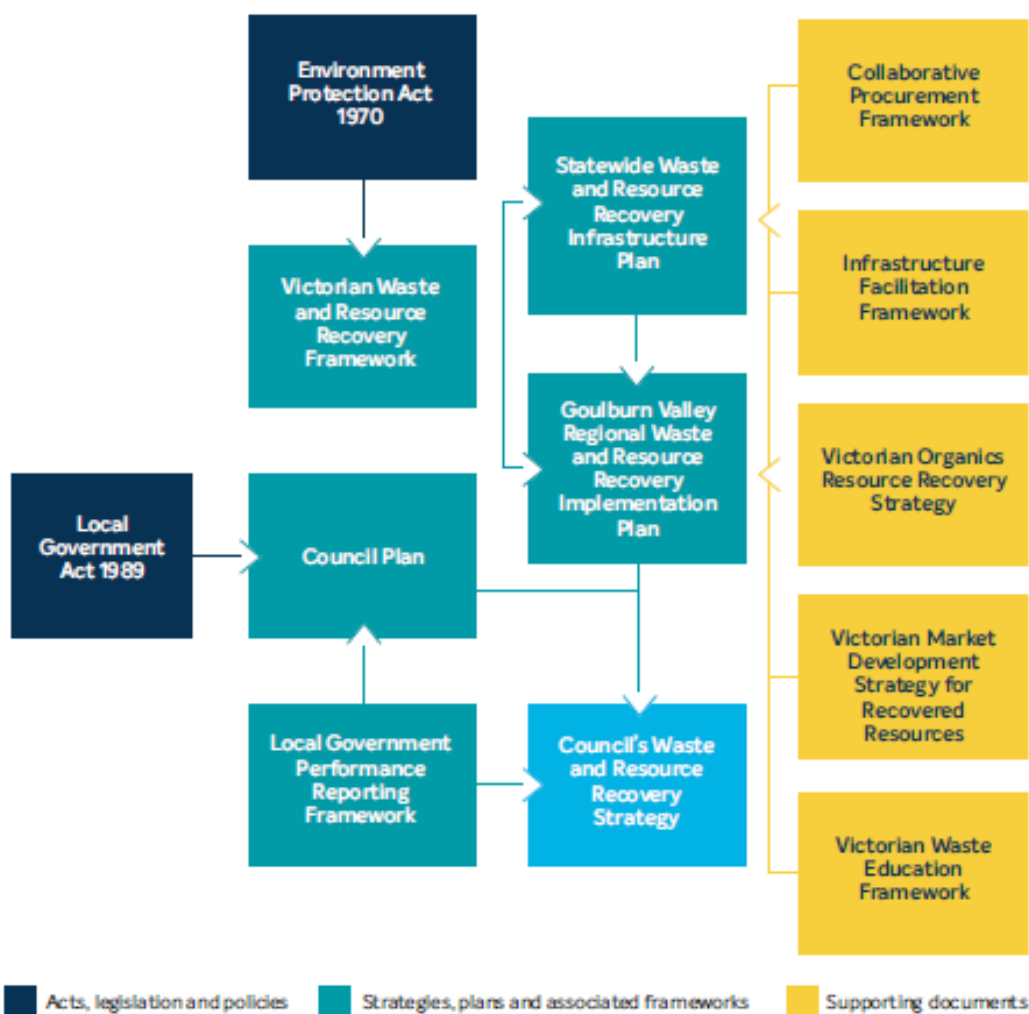 Environment
Protection Act
1970
Victorian Waste
and Resource
Recovery
Framework
Local
Government
Act 1989
Council Plan
Local Government
Performance
Reporting
Framework
Statewide Waste
and Resource
Recovery
Infrastructure
Plan
Goulburn Valley
Regional Waste
and Resource
Recovery
Implementation
Plan
Council's Waste
and Resource
Recovery
Strategy
Collaborative
Procurement
Framework
Infrastructure
Facilitation
Framework
Victorian Organics
Resource Recovery
Strategy
Victorian Market
Development
Strategy for
Recovered
Resources
Victorian Waste
Education
Framework
Acts, legislation and policies
Strategies, plans and associated frameworks
Supporting documents